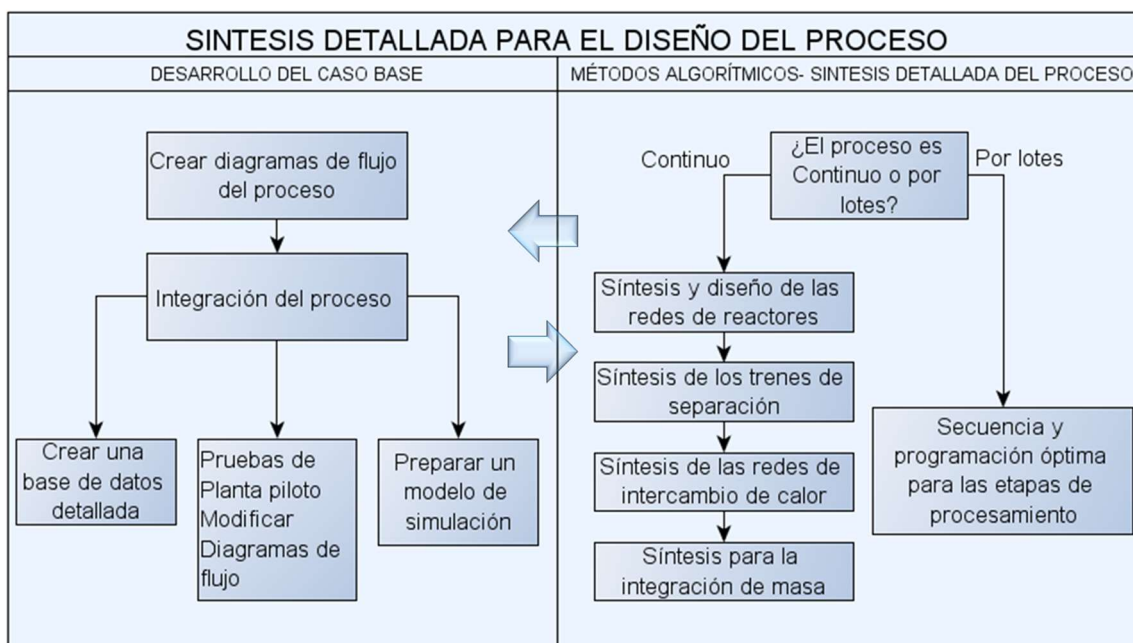 SINTESIS DETALLADA PARA EL DISEÑO DEL PROCESO
DESARROLLO DEL CASO BASE
MÉTODOS ALGORÍTMICOS- SINTESIS DETALLADA DEL PROCESO
Crear diagramas de flujo
del proceso
Integración del proceso
Crear una
base de datos
detallada
Pruebas de
Planta piloto
Modificar
Diagramas de
flujo
Preparar un
modelo de
simulación
¿El proceso es
Continuo o por
lotes?
Continuo
Por lotes
Síntesis y diseño de las
redes de reactores
Síntesis de los trenes de
separación
Síntesis de las redes de
intercambio de calor
Síntesis para la
integración de masa
Secuencia y
programación óptima
para las etapas de
procesamiento